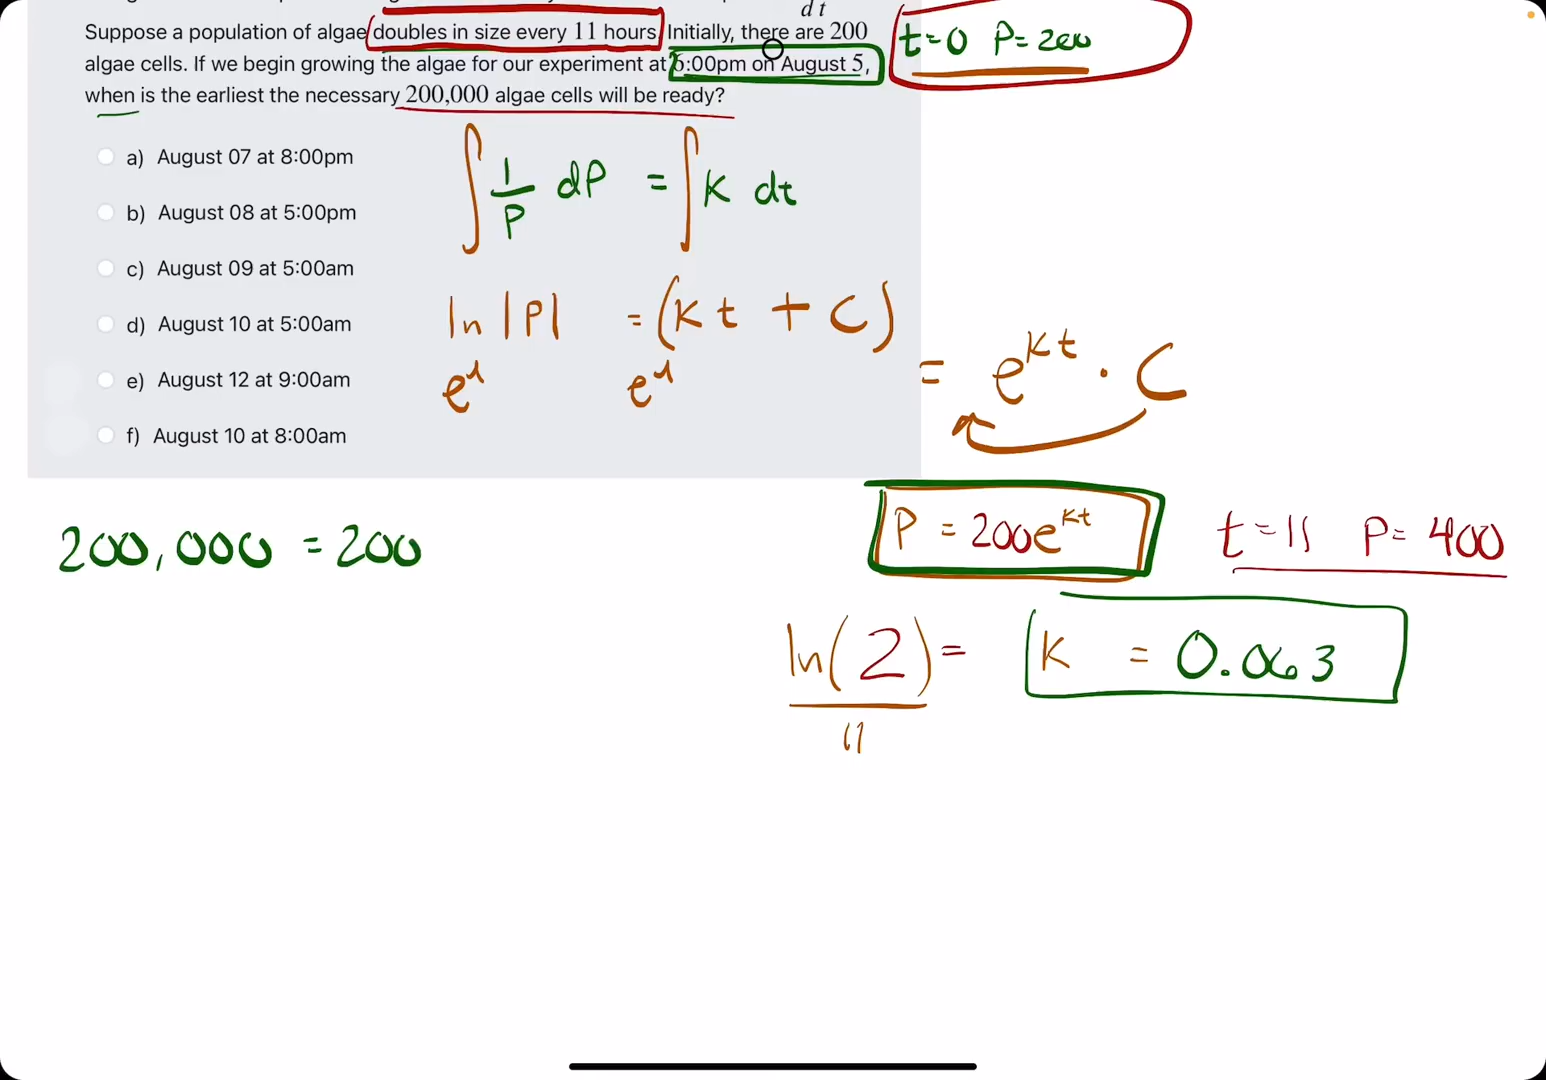 dt
Suppose a population of algae doubles in size every 11 hours. Initially, there are 200
algae cells. If we begin growing the algae for our experiment at 5:00pm on August 5,
when is the earliest the necessary 200,000 algae cells will be ready?
t=0 P=200
a) August 07 at 8:00pm
b) August 08 at 5:00pm
c) August 09 at 5:00am
d) August 10 at 5:00am
e) August 12 at 9:00am
f) August 10 at 8:00am
∫ 1/P dP = ∫ K dt
ln |P| = (Kt + C)
e^ e^
= e^{Kt} · C
P = 200e^{Kt}
t=11 P=400
200,000 = 200
ln(2)/11 = K = 0.063